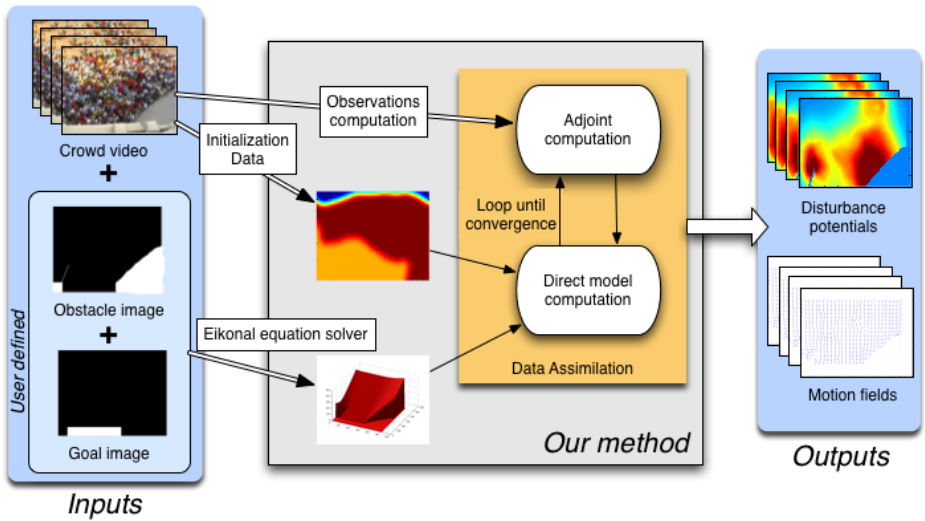 Crowd video
+
Obstacle image
+
Goal image
User defined
Inputs
Observations
computation
Initialization
Data
Eikonal equation solver
Adjoint
computation
Loop until
convergence
Direct model
computation
Data Assimilation
Our method
Disturbance
potentials
Motion fields
Outputs